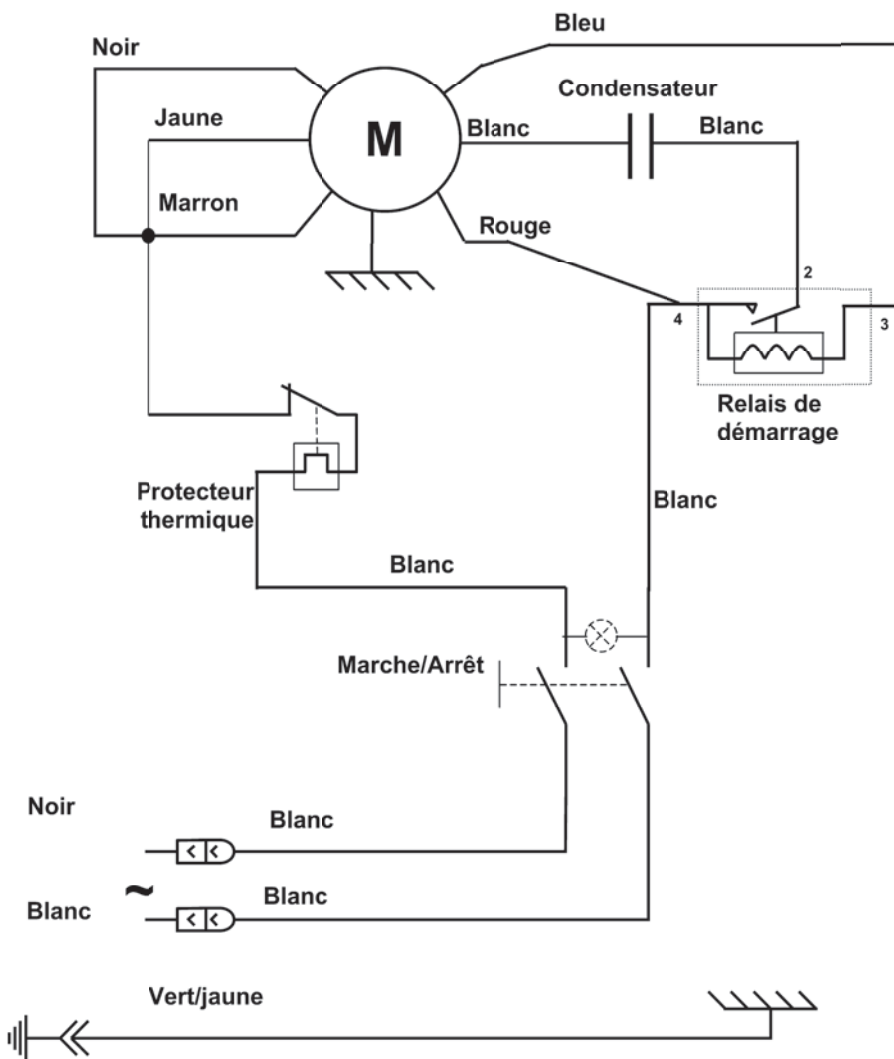 Bleu
Noir
Condensateur
Jaune
M
Blanc
Blanc
Marron
Rouge
2
4
3
Relais de
démarrage
Protecteur
thermique
Blanc
Blanc
Marche/Arrêt
Noir
Blanc
~
Blanc
Blanc
Vert/jaune